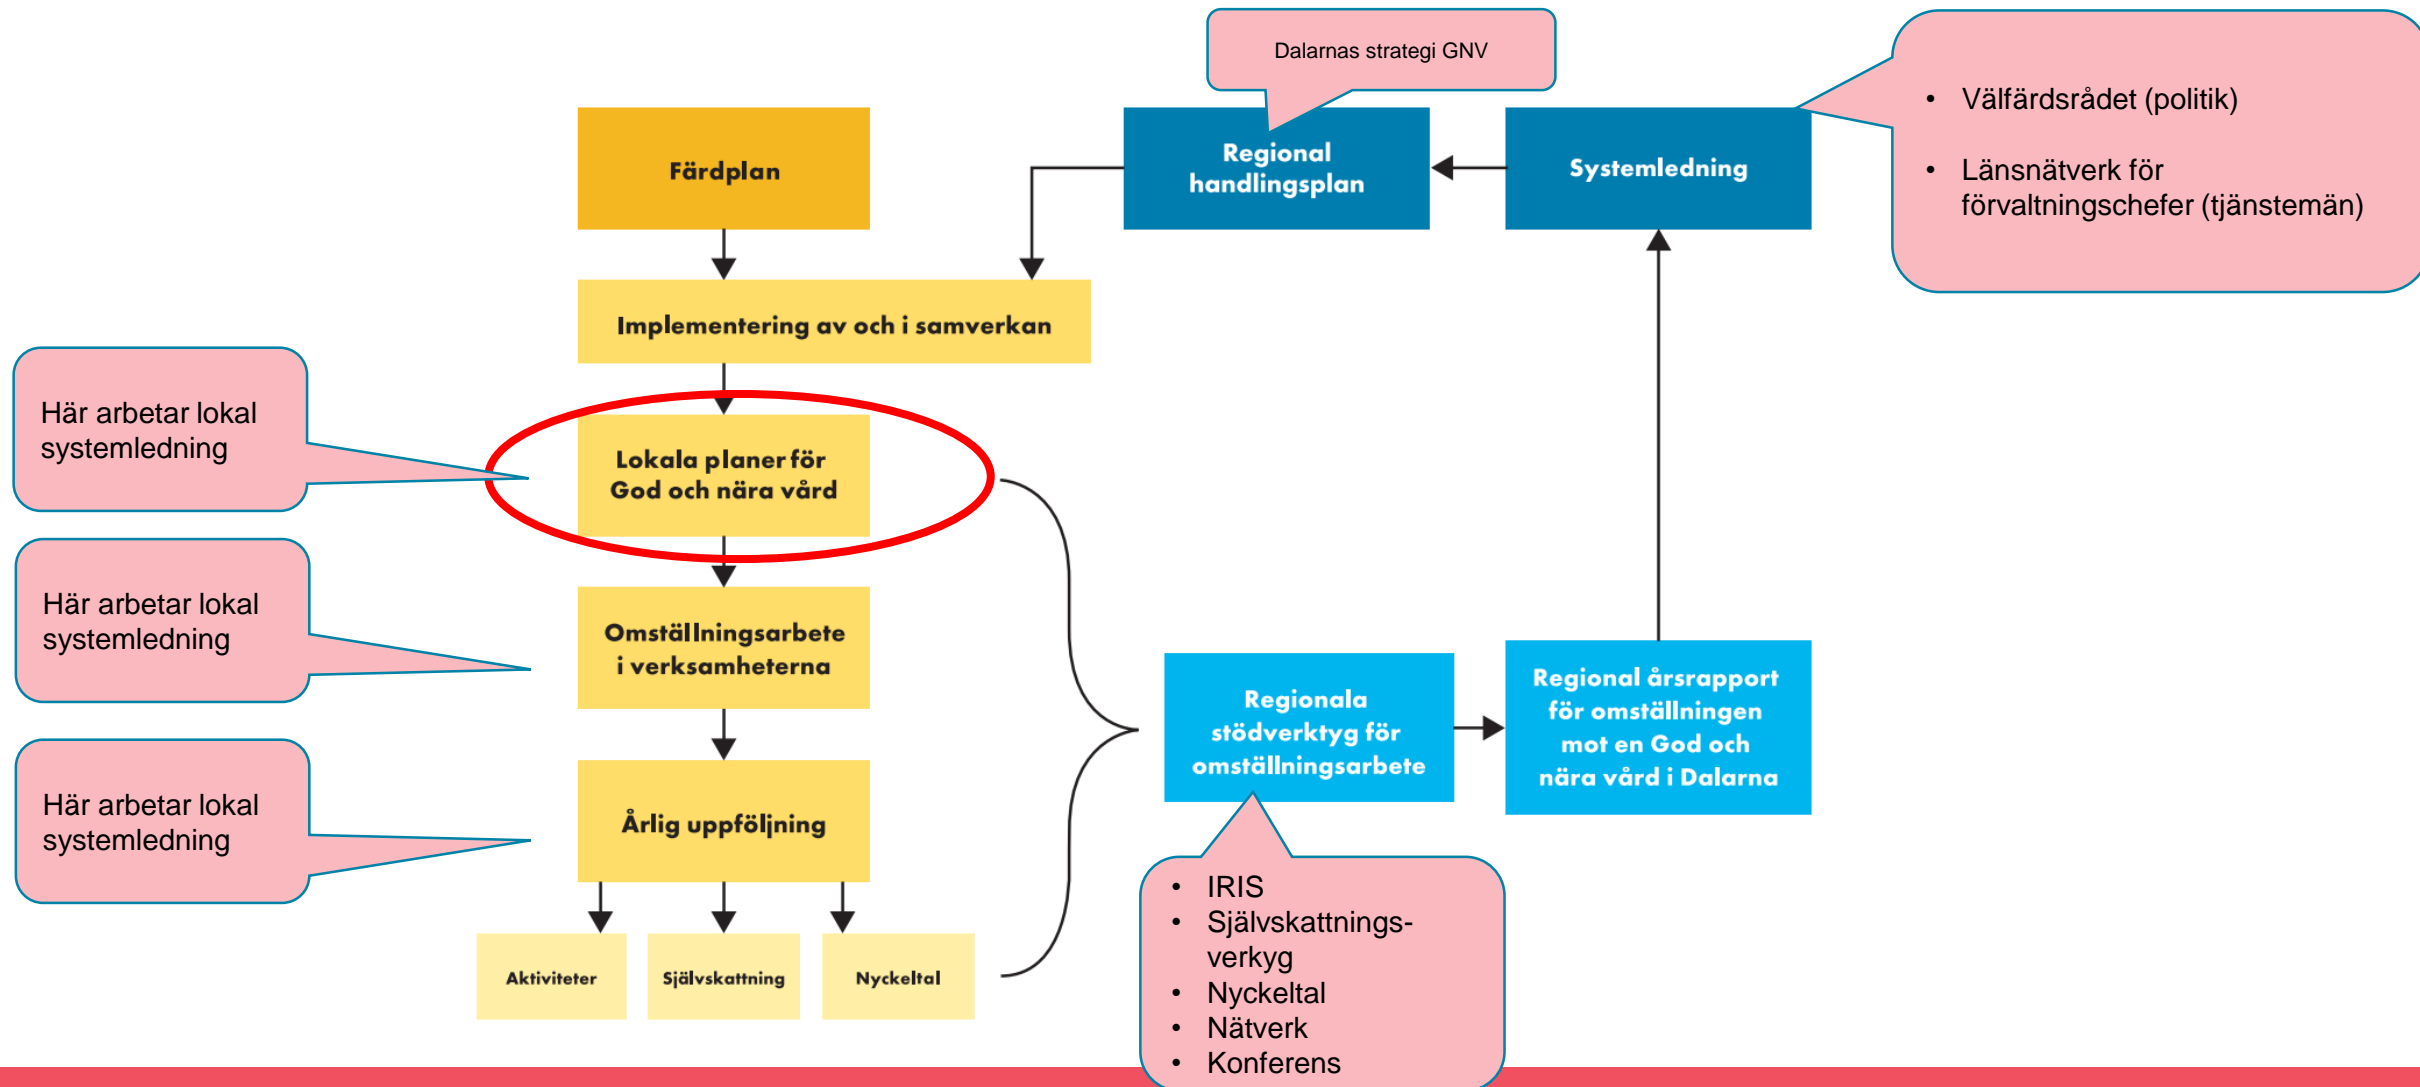 Dalarnas strategi GNV
• Välfärdsrådet (politik)
• Länsnätverk för
förvaltningschefer (tjänstemän)
Färdplan
Regional
handlingsplan
Systemledning
Implementering av och i samverkan
Här arbetar lokal
systemledning
Lokala planer för
God och nära vård
Här arbetar lokal
systemledning
Omställningsarbete
i verksamheterna
Regionala
stödverktyg för
omställningsarbete
Regional årsrapport
för omställningen
mot en God och
nära vård i Dalarna
Här arbetar lokal
systemledning
Årlig uppföljning
Aktiviteter
Självskattning
Nyckeltal
• IRIS
• Självskattnings-
verkyg
• Nyckeltal
• Nätverk
• Konferens